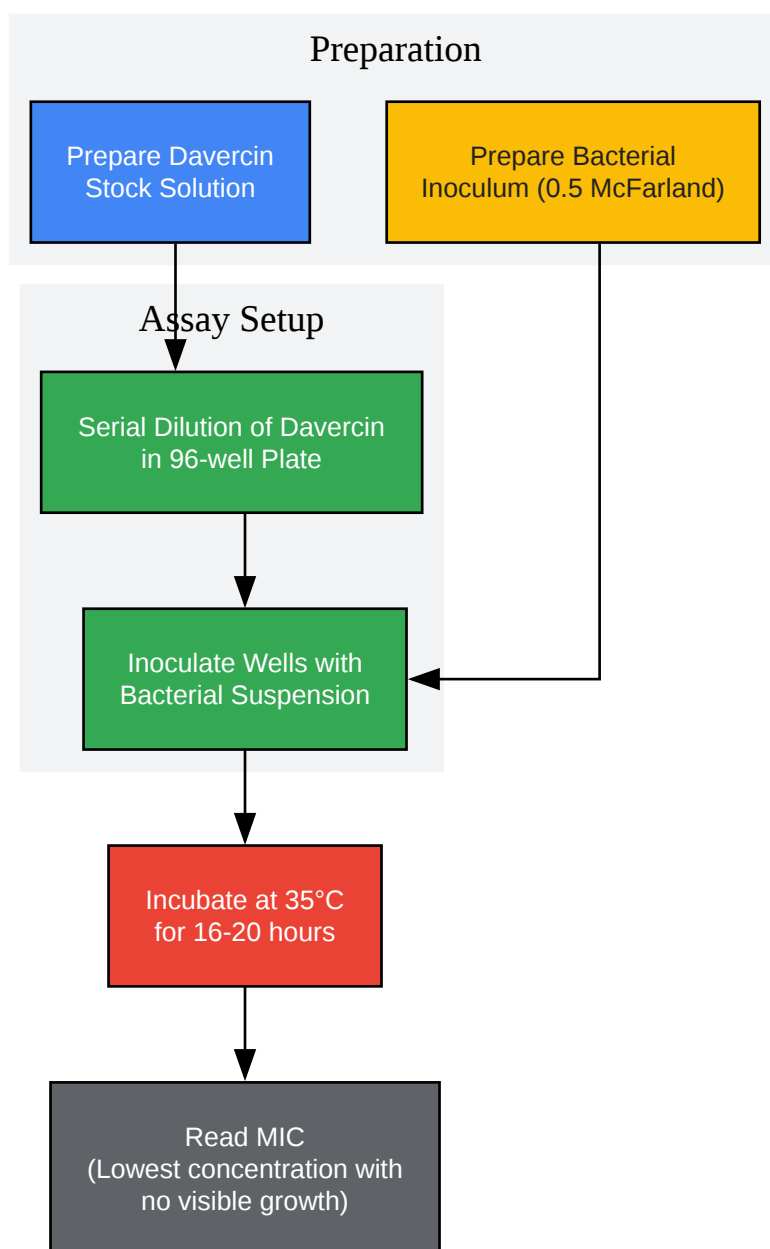 Preparation
Prepare Davercin
Stock Solution
Prepare Bacterial
Inoculum (0.5 McFarland)
Assay Setup
Serial Dilution of Davercin
in 96-well Plate
Inoculate Wells with
Bacterial Suspension
Incubate at 35°C
for 16-20 hours
Read MIC
(Lowest concentration with
no visible growth)